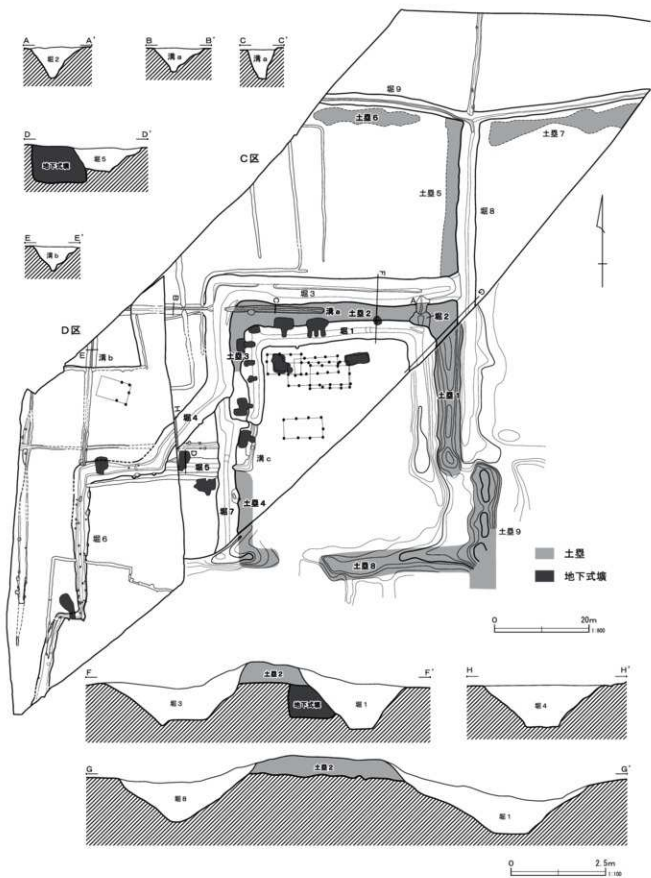 A A'
B B'
C C'
堀2
溝a
溝a
D D'
地下式壙 堀5
E E'
溝b
C区
堀9
土塁6
土塁7
土塁5
堀8
F
堀3
B
C
溝a
土塁2
A
堀2
G
堀1
D区
E
溝b
土塁3
土塁1
H
堀4
D
堀5
溝c
土塁4
堀7
堀6
土塁9
土塁8
土塁
地下式壙
0 20m
1:800
F F'
土塁2
堀3
地下式壙
堀1
H H'
堀4
G G'
土塁2
堀8
堀1
0 2.5m
1:100